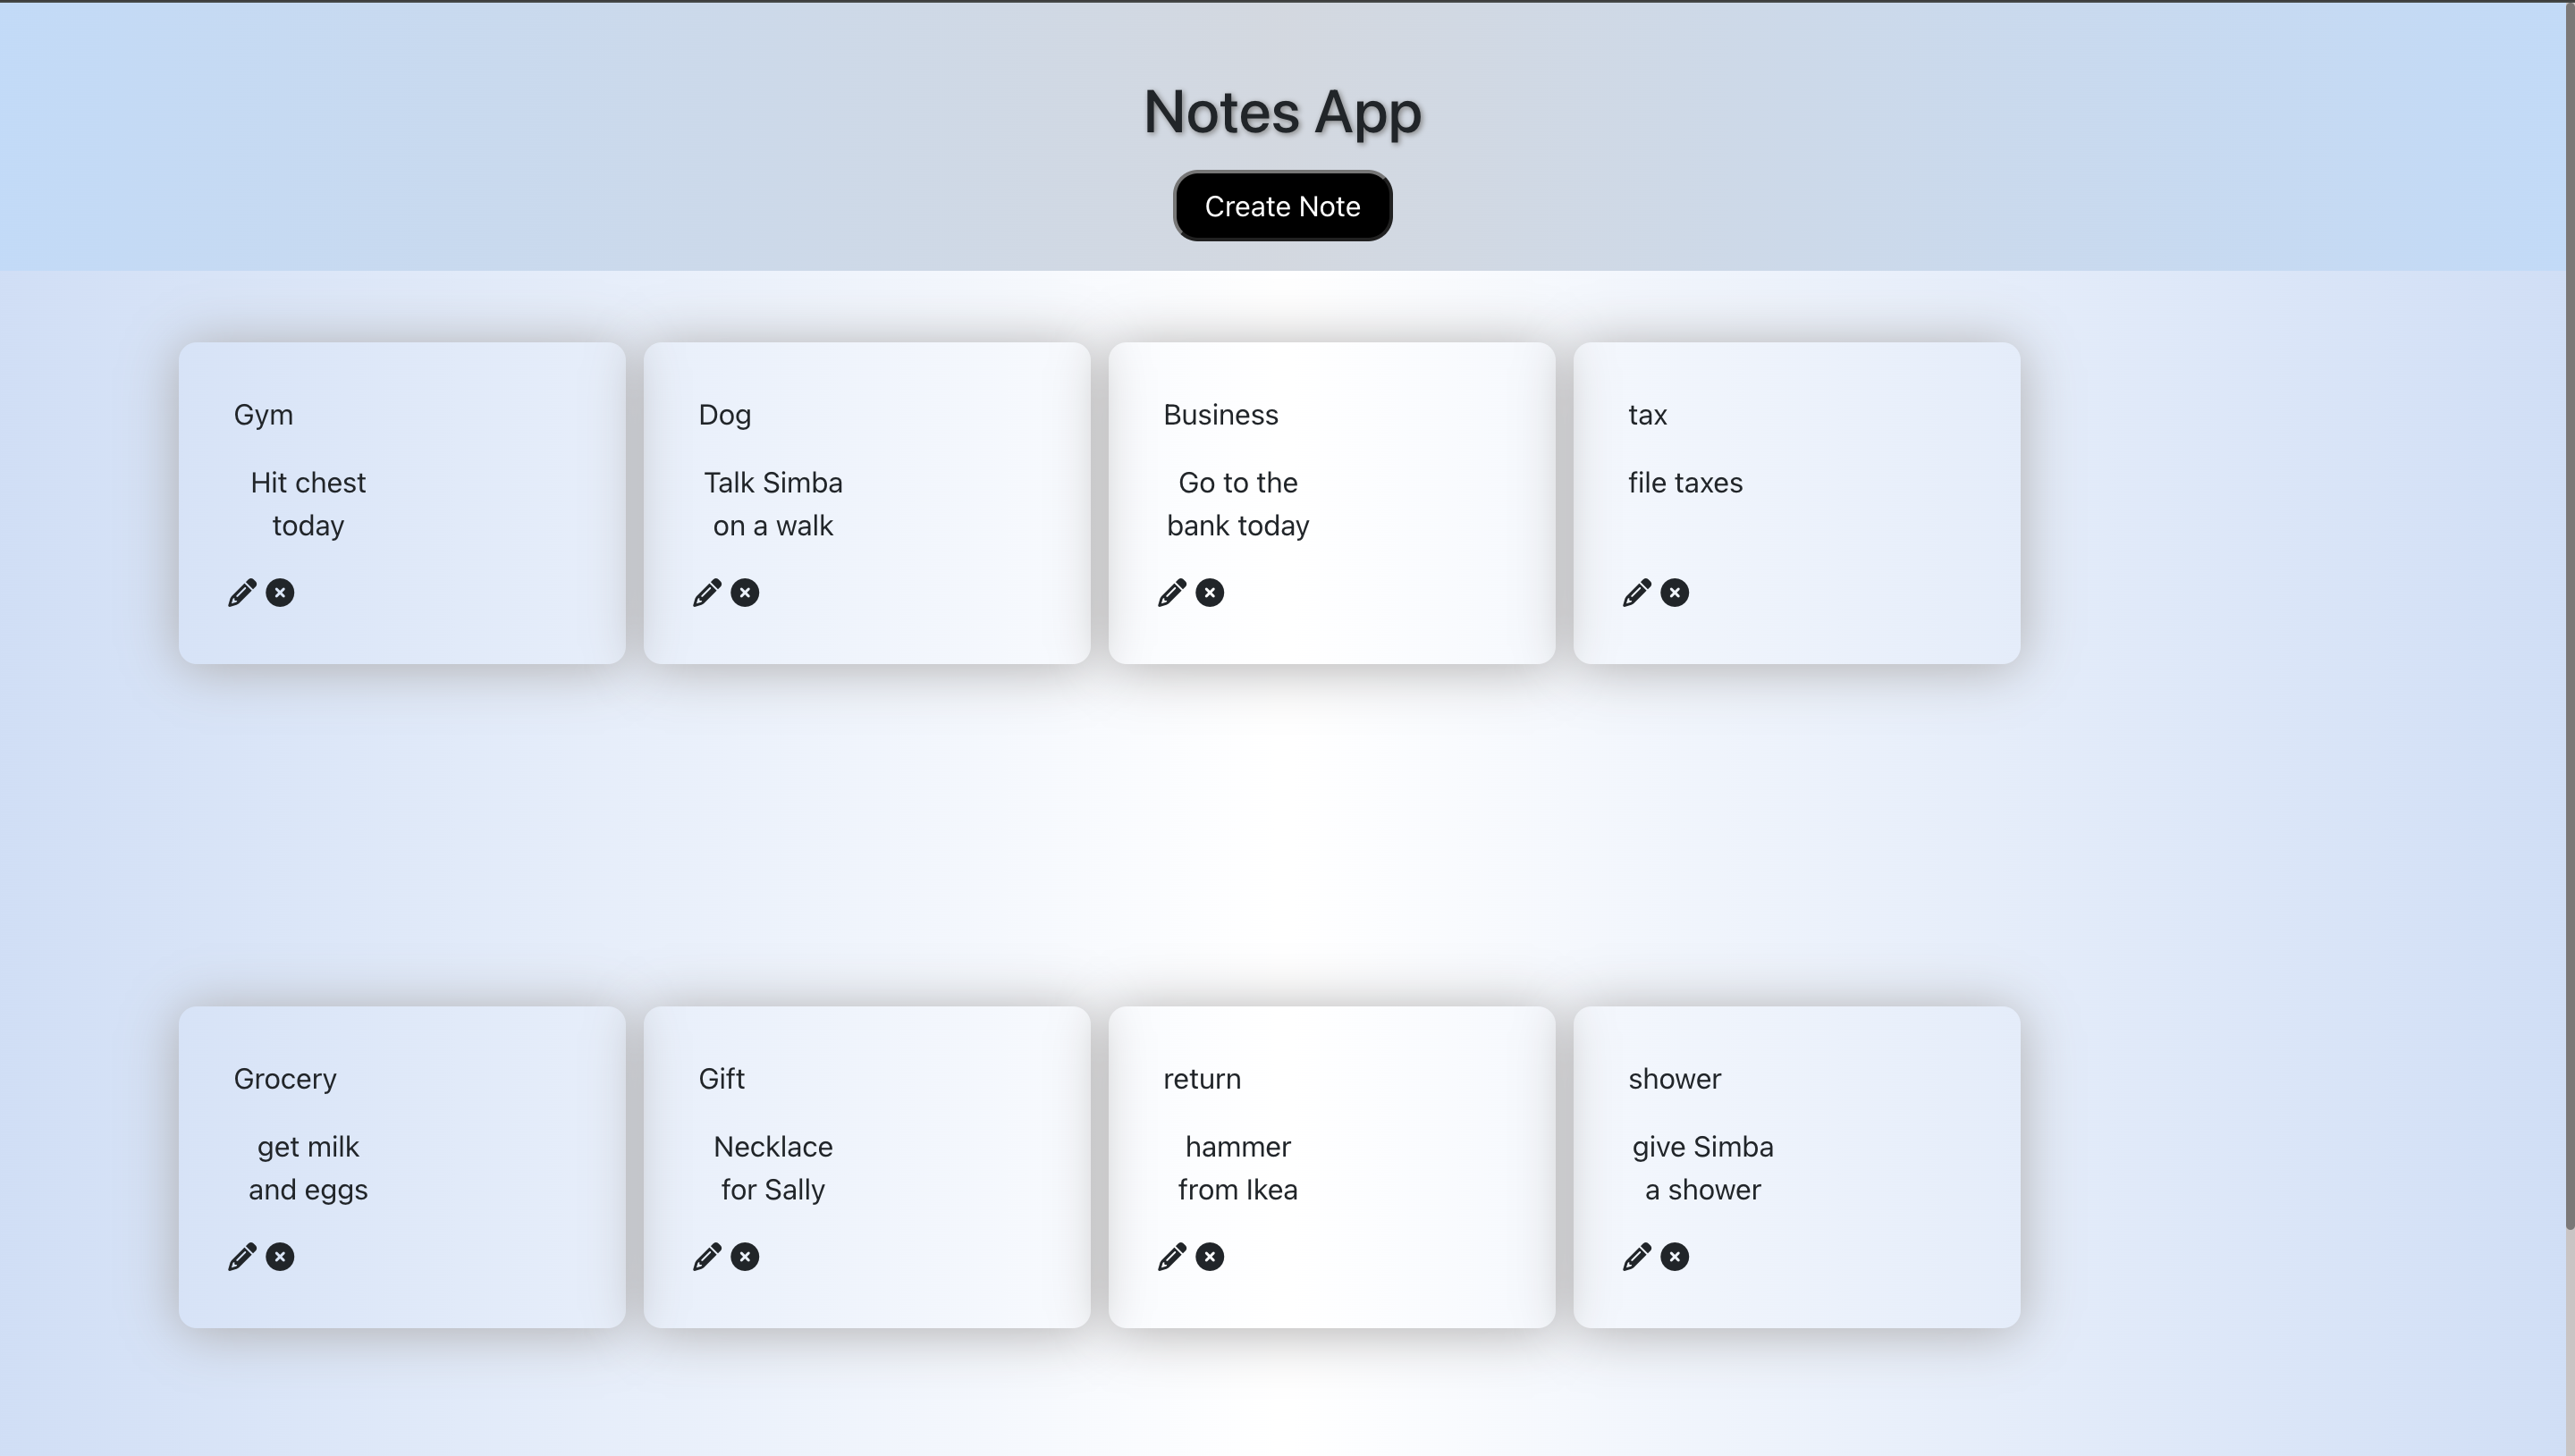 Notes App
Create Note
Gym
Hit chest
today
Dog
Talk Simba
on a walk
Business
Go to the
bank today
tax
file taxes
Grocery
get milk
and eggs
Gift
Necklace
for Sally
return
hammer
from Ikea
shower
give Simba
a shower